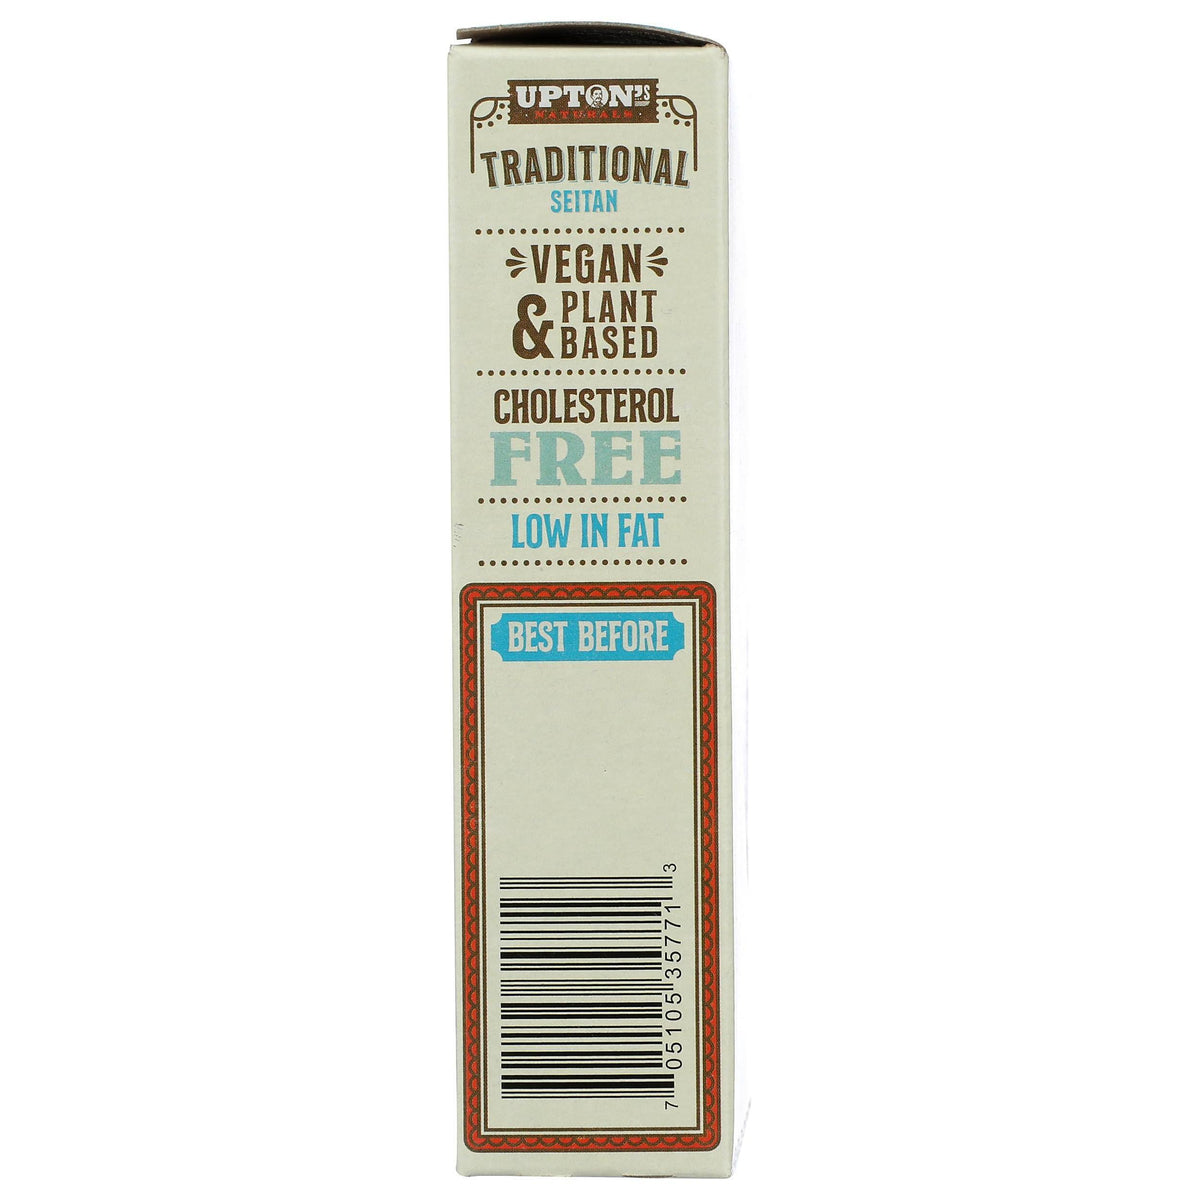 UPTON'S
NATURALS
TRADITIONAL
SEITAN
VEGAN
& PLANT
BASED
CHOLESTEROL
FREE
LOW IN FAT
BEST BEFORE
7 05105 35771 3